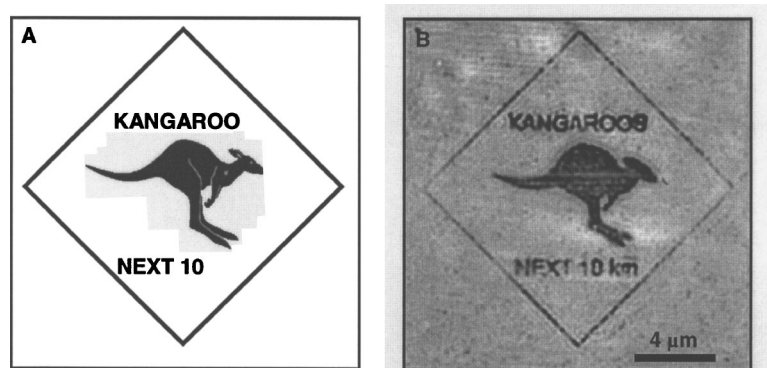 A
KANGAROO
NEXT 10
B
KANGAROOS
NEXT 10 km
4 μm